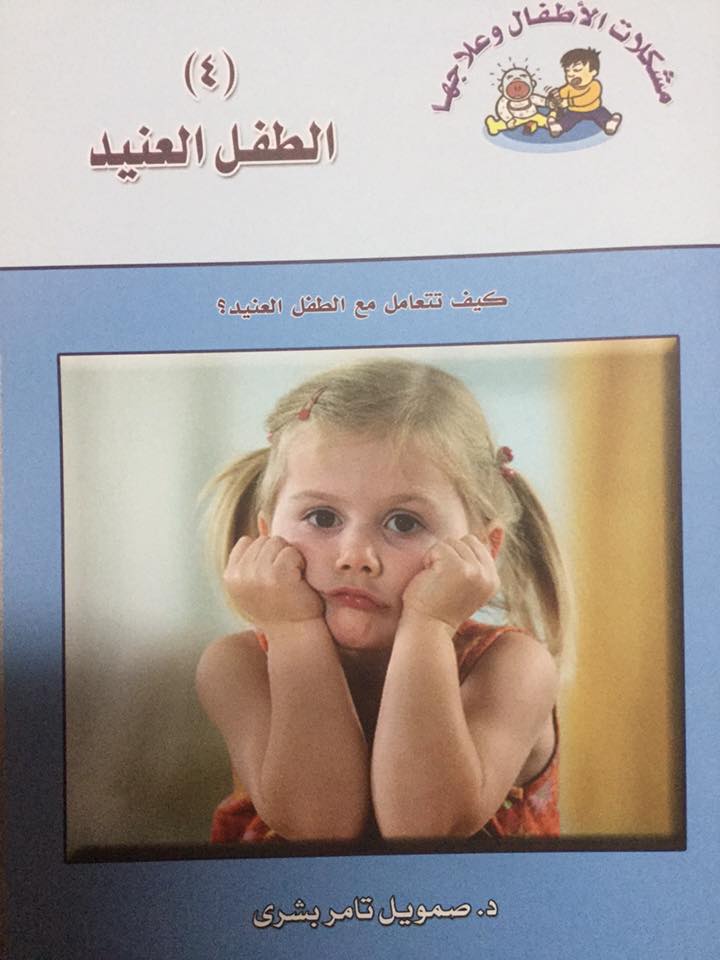 مشكلات الأطفال وعلاجها
(٤)
الطفل العنيد
كيف تتعامل مع الطفل العنيد؟
د. صمويل تامر بشرى